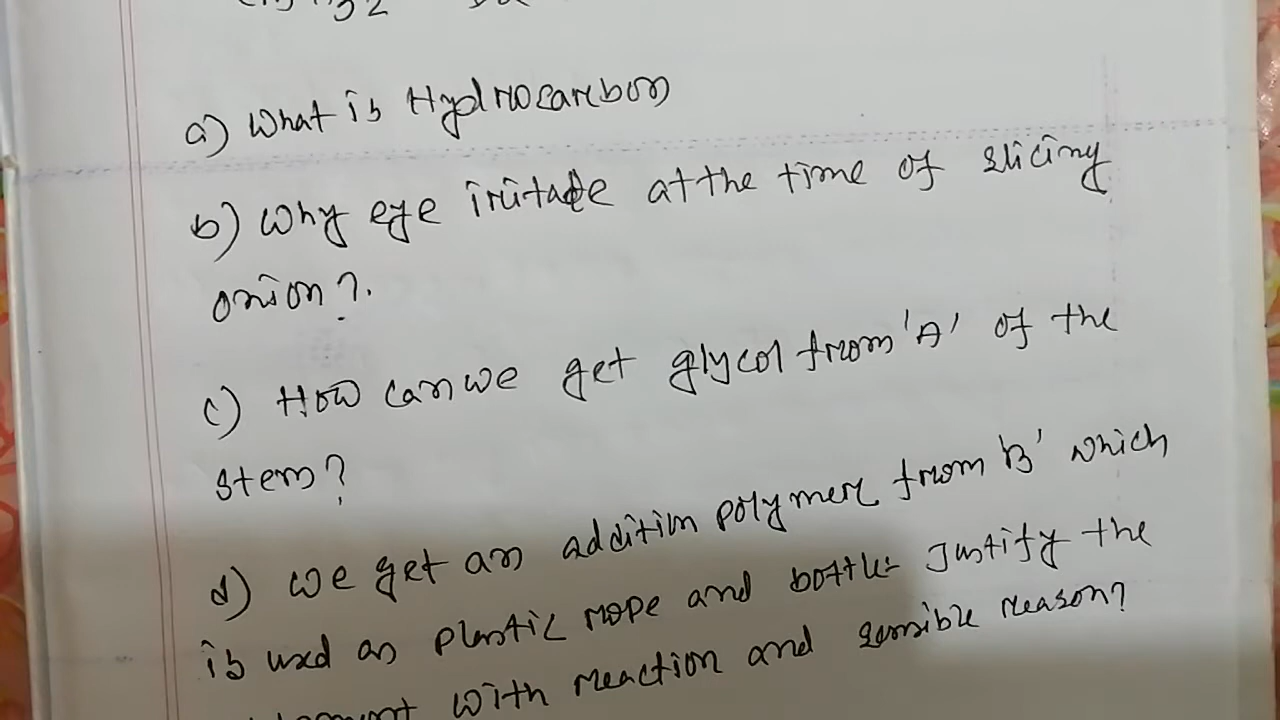 a) What is Hydrocarbon
b) Why eye irritate at the time of slicing
onion?.
c) How can we get glycol from 'A' of the
stem?
d) We get an addition polymer from 'B' which
is used as plastic rope and bottle. Justify the
with reaction and sensible reason?